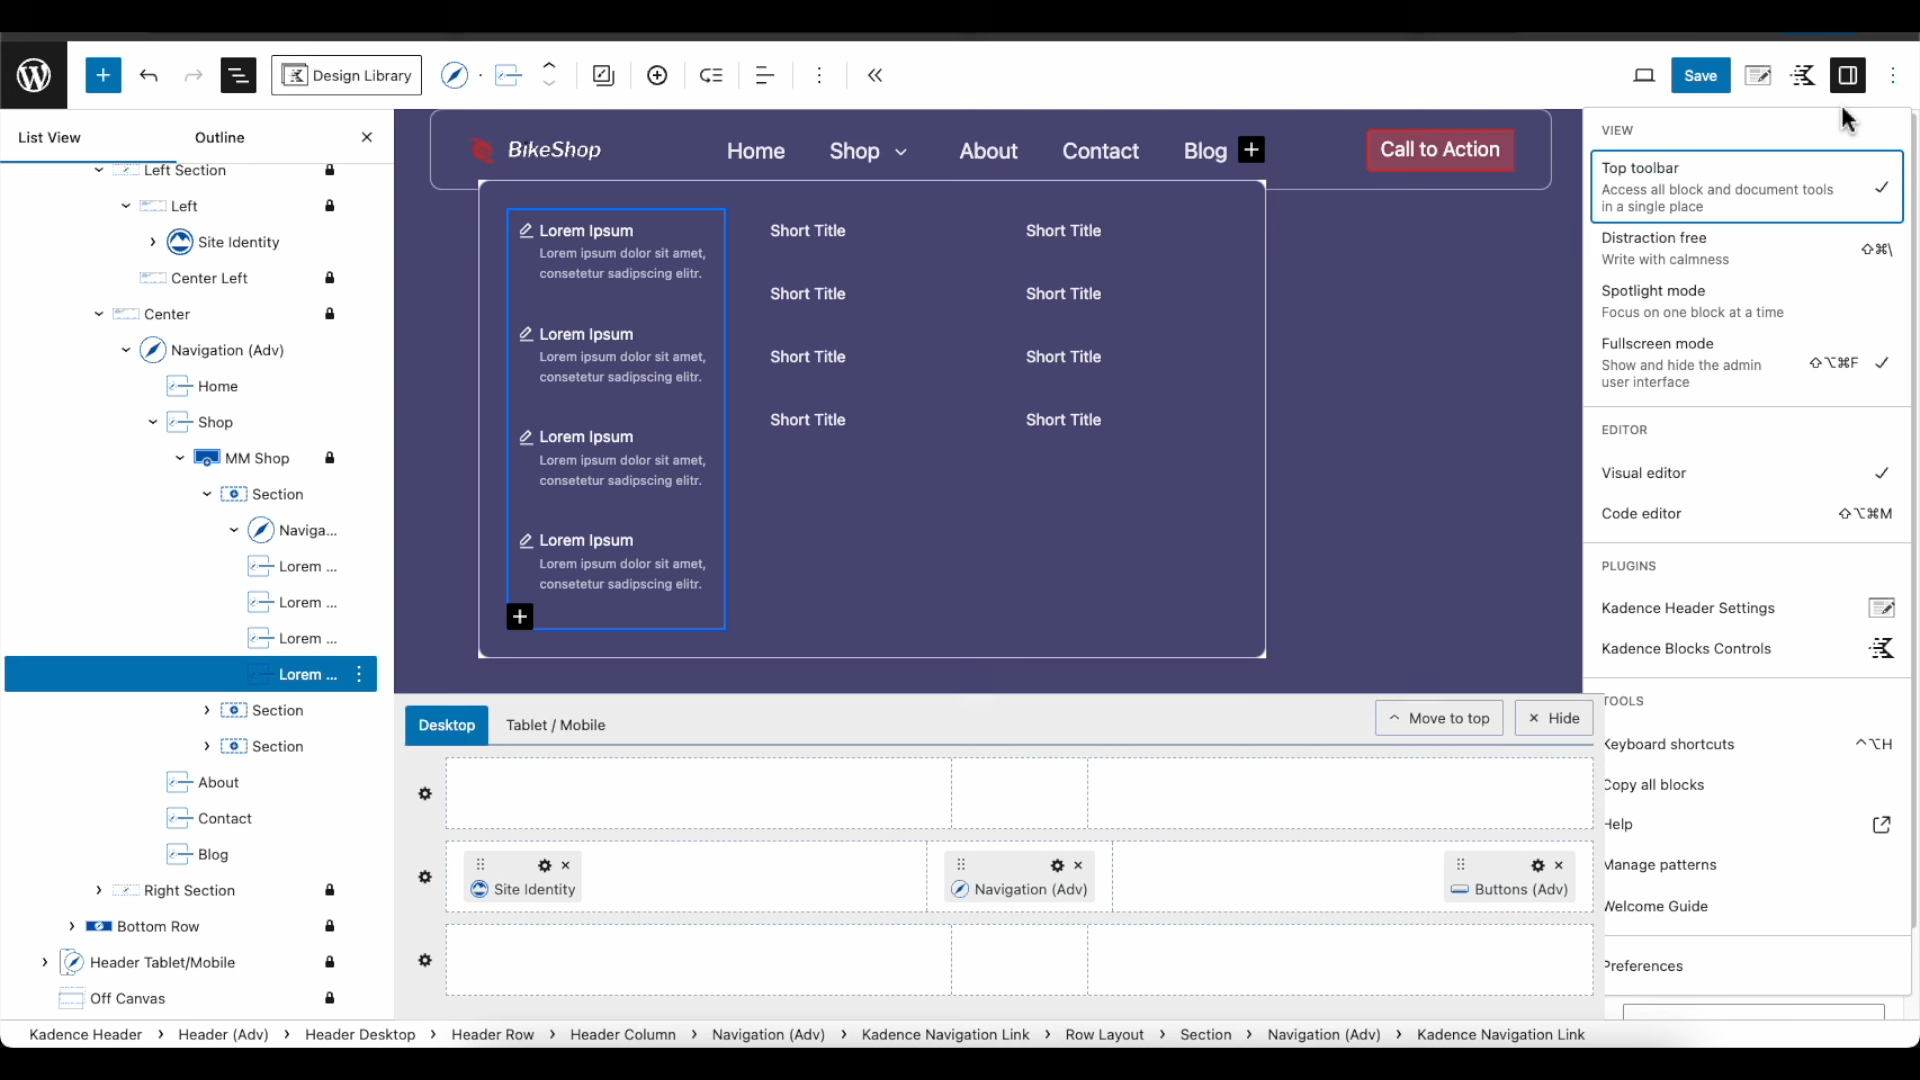 Design Library
Save
List View
Outline
Left Section
Left
Site Identity
Center Left
Center
Navigation (Adv)
Home
Shop
MM Shop
Section
Naviga...
Lorem ...
Lorem ...
Lorem ...
Lorem ...
Section
Section
About
Contact
Blog
Right Section
Bottom Row
Header Tablet/Mobile
Off Canvas
BikeShop
Home
Shop
About
Contact
Blog
Call to Action
Lorem Ipsum
Lorem ipsum dolor sit amet,
consetetur sadipscing elitr.
Lorem Ipsum
Lorem ipsum dolor sit amet,
consetetur sadipscing elitr.
Lorem Ipsum
Lorem ipsum dolor sit amet,
consetetur sadipscing elitr.
Lorem Ipsum
Lorem ipsum dolor sit amet,
consetetur sadipscing elitr.
Short Title
Short Title
Short Title
Short Title
Short Title
Short Title
Short Title
Short Title
Desktop
Tablet / Mobile
Move to top
Hide
Site Identity
Navigation (Adv)
Buttons (Adv)
VIEW
Top toolbar
Access all block and document tools
in a single place
Distraction free
⇧⌘\
Write with calmness
Spotlight mode
Focus on one block at a time
Fullscreen mode
Show and hide the admin
user interface
⇧⌥⌘F
EDITOR
Visual editor
Code editor
⇧⌥⌘M
PLUGINS
Kadence Header Settings
Kadence Blocks Controls
TOOLS
Keyboard shortcuts
⌃⌥H
Copy all blocks
Help
Manage patterns
Welcome Guide
Preferences
Kadence Header > Header (Adv) > Header Desktop > Header Row > Header Column > Navigation (Adv) > Kadence Navigation Link > Row Layout > Section > Navigation (Adv) > Kadence Navigation Link